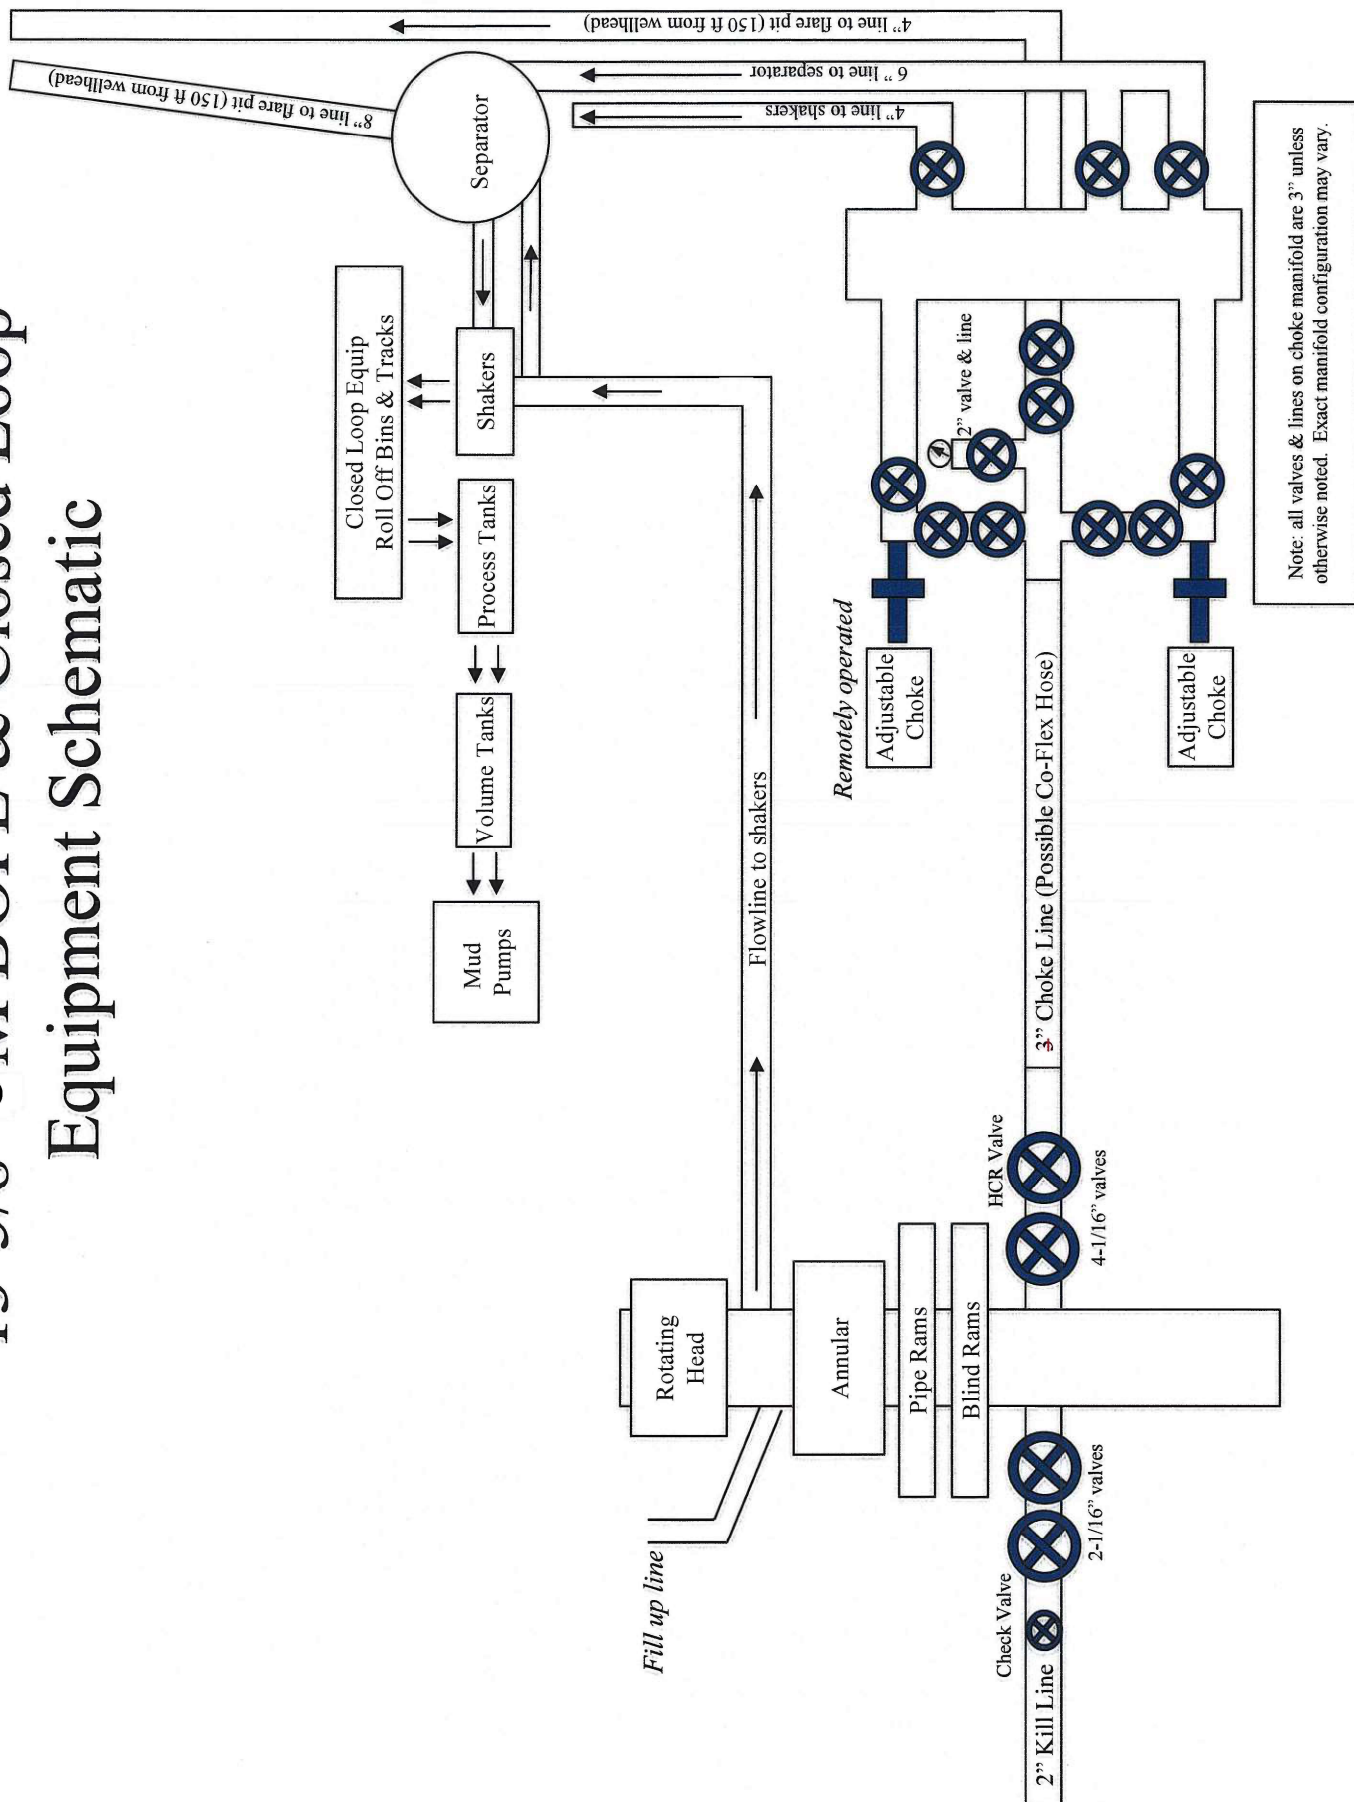 BOPE & Closed Loop
Equipment Schematic
Closed Loop Equip
Roll Off Bins & Tracks
Mud
Pumps
Volume Tanks
Process Tanks
Shakers
Separator
8” line to flare pit (150 ft from wellhead)
4” line to flare pit (150 ft from wellhead)
6” line to separator
4” line to shakers
Fill up line
Rotating
Head
Flowline to shakers
Annular
Pipe Rams
Blind Rams
Remotely operated
Adjustable
Choke
2” valve & line
Check Valve
HCR Valve
2” Kill Line
3” Choke Line (Possible Co-Flex Hose)
2-1/16” valves
4-1/16” valves
Adjustable
Choke
Note: all valves & lines on choke manifold are 3” unless
otherwise noted.  Exact manifold configuration may vary.